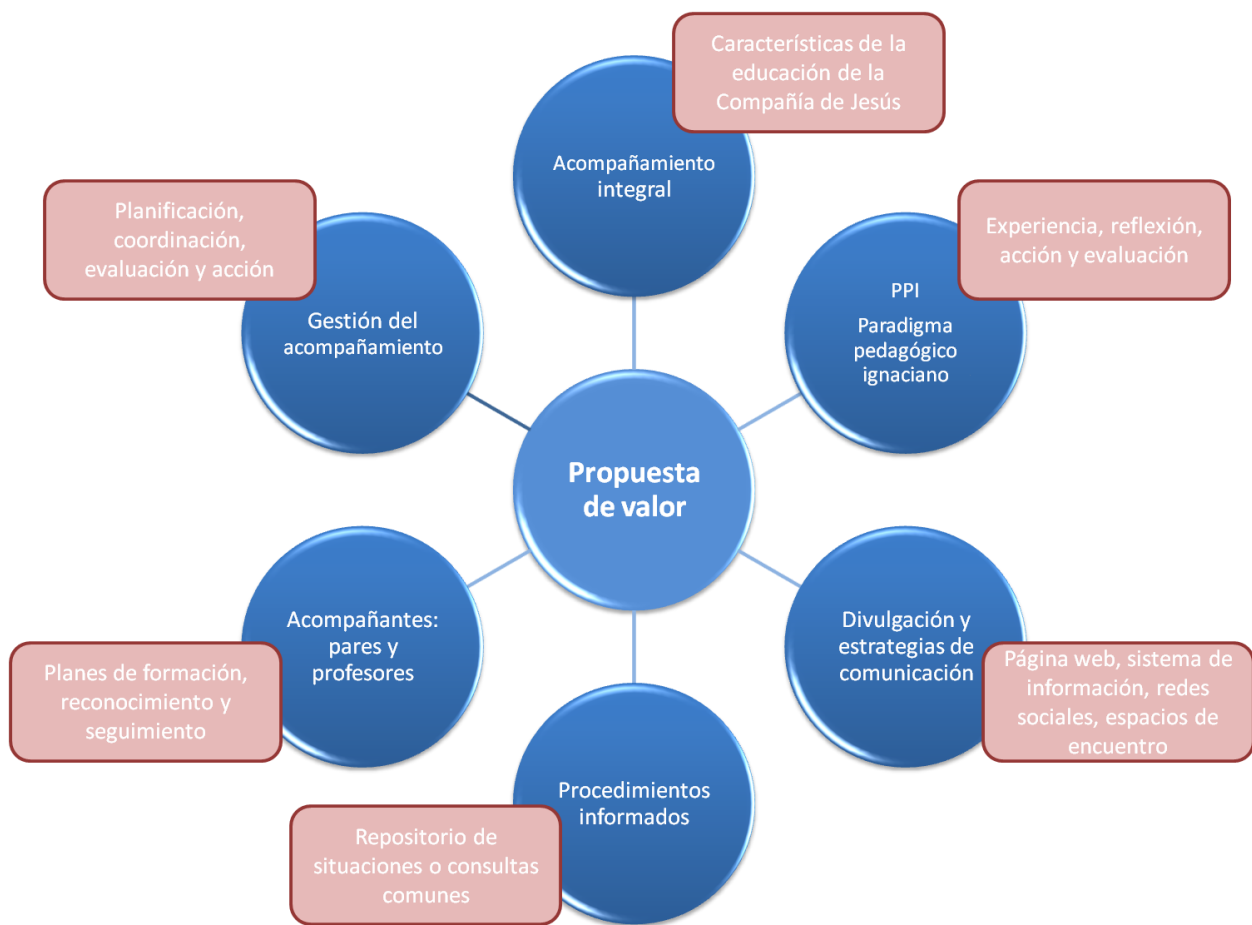 Características de la
educación de la
Compañía de Jesús
Acompañamiento
integral
Planificación,
coordinación,
evaluación y acción
Gestión del
acompañamiento
Experiencia, reflexión,
acción y evaluación
PPI
Paradigma
pedagógico
ignaciano
Propuesta
de valor
Acompañantes:
pares y
profesores
Planes de formación,
reconocimiento y
seguimiento
Divulgación y
estrategias de
comunicación
Página web, sistema de
información, redes
sociales, espacios de
encuentro
Procedimientos
informados
Repositorio de
situaciones o consultas
comunes